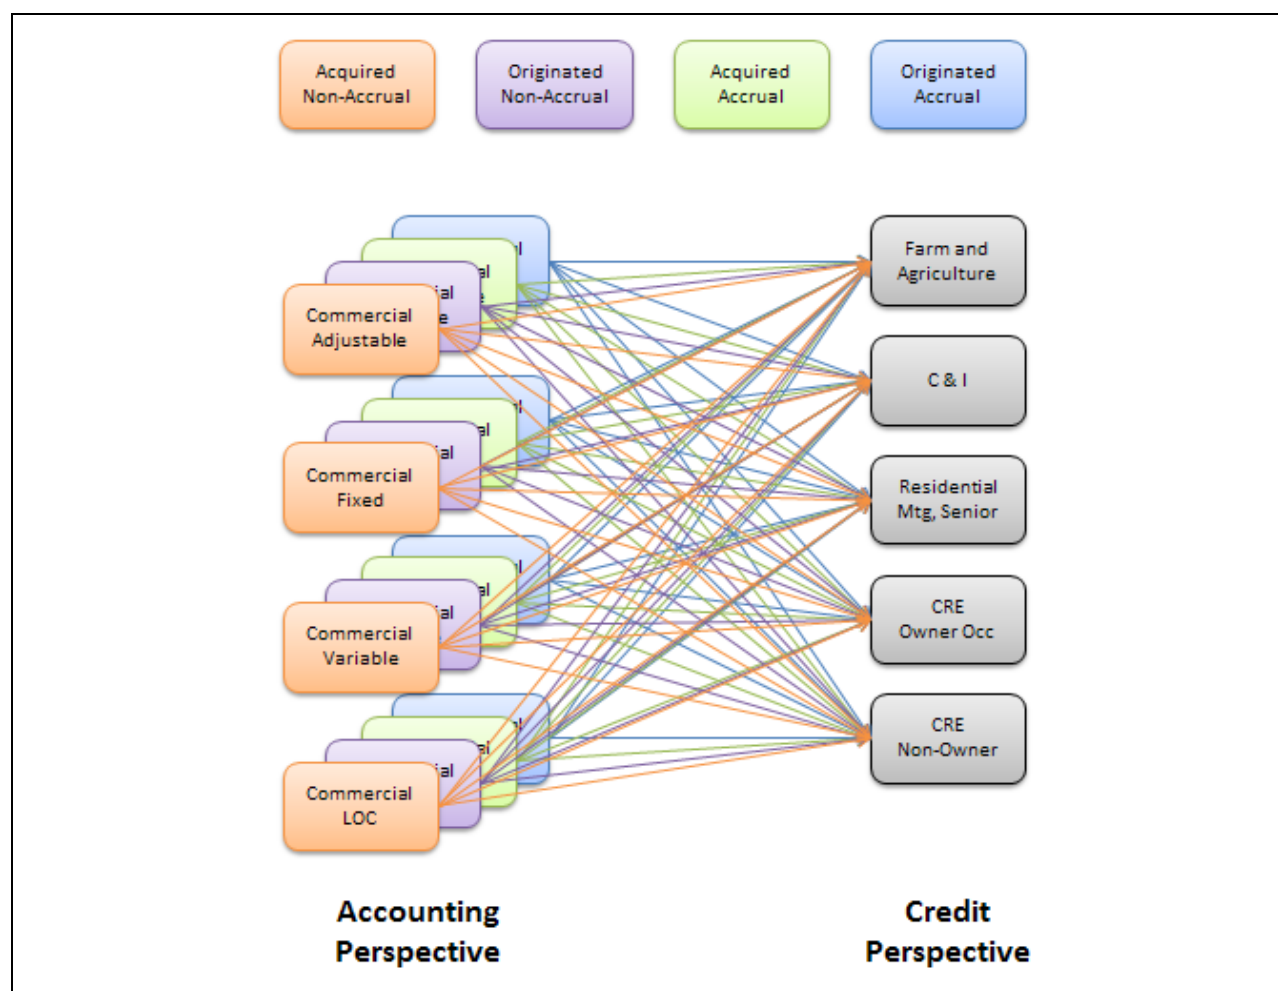 Acquired
Non-Accrual
Originated
Non-Accrual
Acquired
Accrual
Originated
Accrual
Commercial
Adjustable
Commercial
Fixed
Commercial
Variable
Commercial
LOC
Farm and
Agriculture
C & I
Residential
Mtg, Senior
CRE
Owner Occ
CRE
Non-Owner
Accounting
Perspective
Credit
Perspective